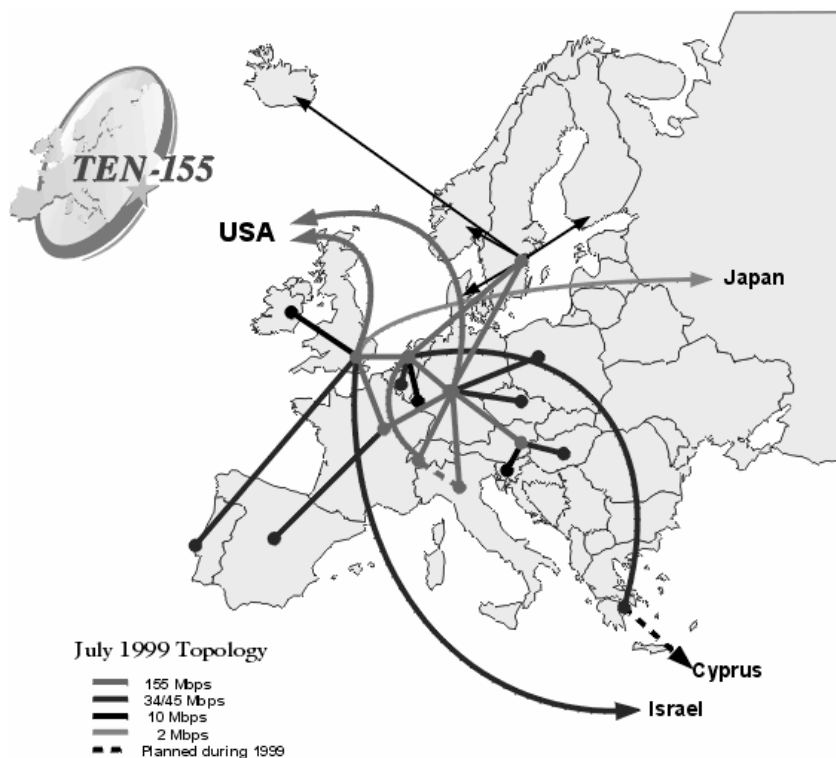 TEN-155
USA
Japan
Cyprus
Israel
July 1999 Topology
155 Mbps
34/45 Mbps
10 Mbps
2 Mbps
Planned during 1999